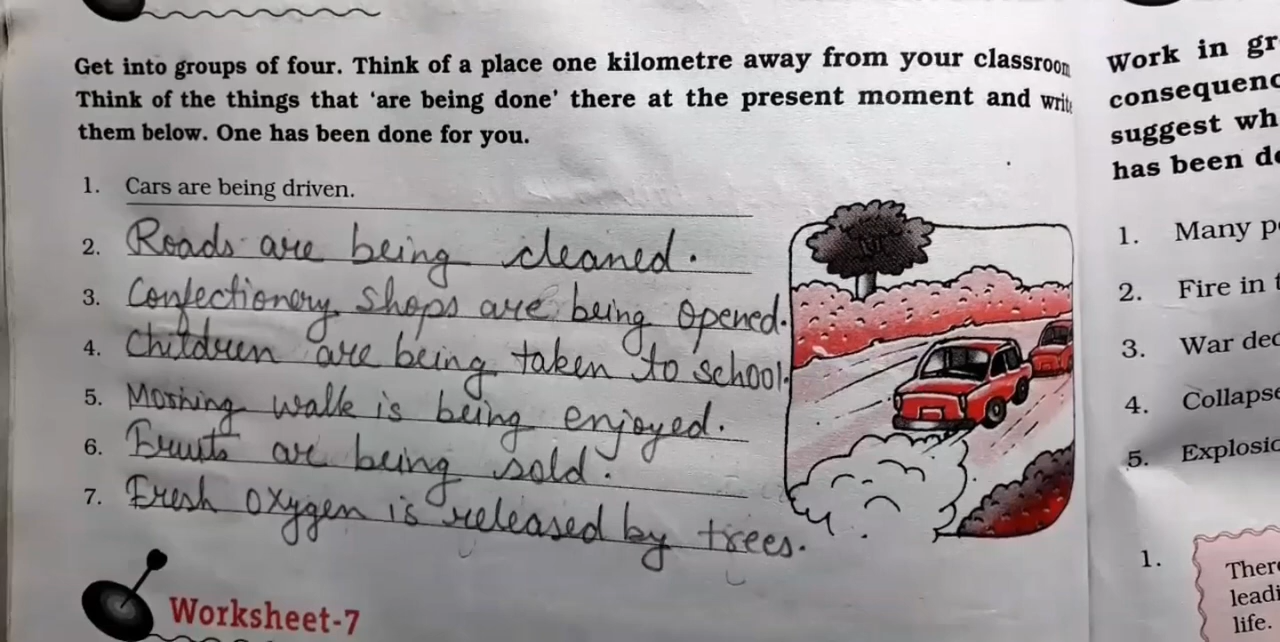 Get into groups of four. Think of a place one kilometre away from your classroom
Think of the things that 'are being done' there at the present moment and write
them below. One has been done for you.
1. Cars are being driven.
2. Roads are being cleaned.
3. Confectionery shops are being opened.
4. Children are being taken to school.
5. Morning walk is being enjoyed.
6. Fruits are being sold.
7. Fresh oxygen is released by trees.
Worksheet-7
Work in gr
consequenc
suggest wh
has been d
1. Many p
2. Fire in
3. War dec
4. Collapse
5. Explosio
1.
There
leadi
life.